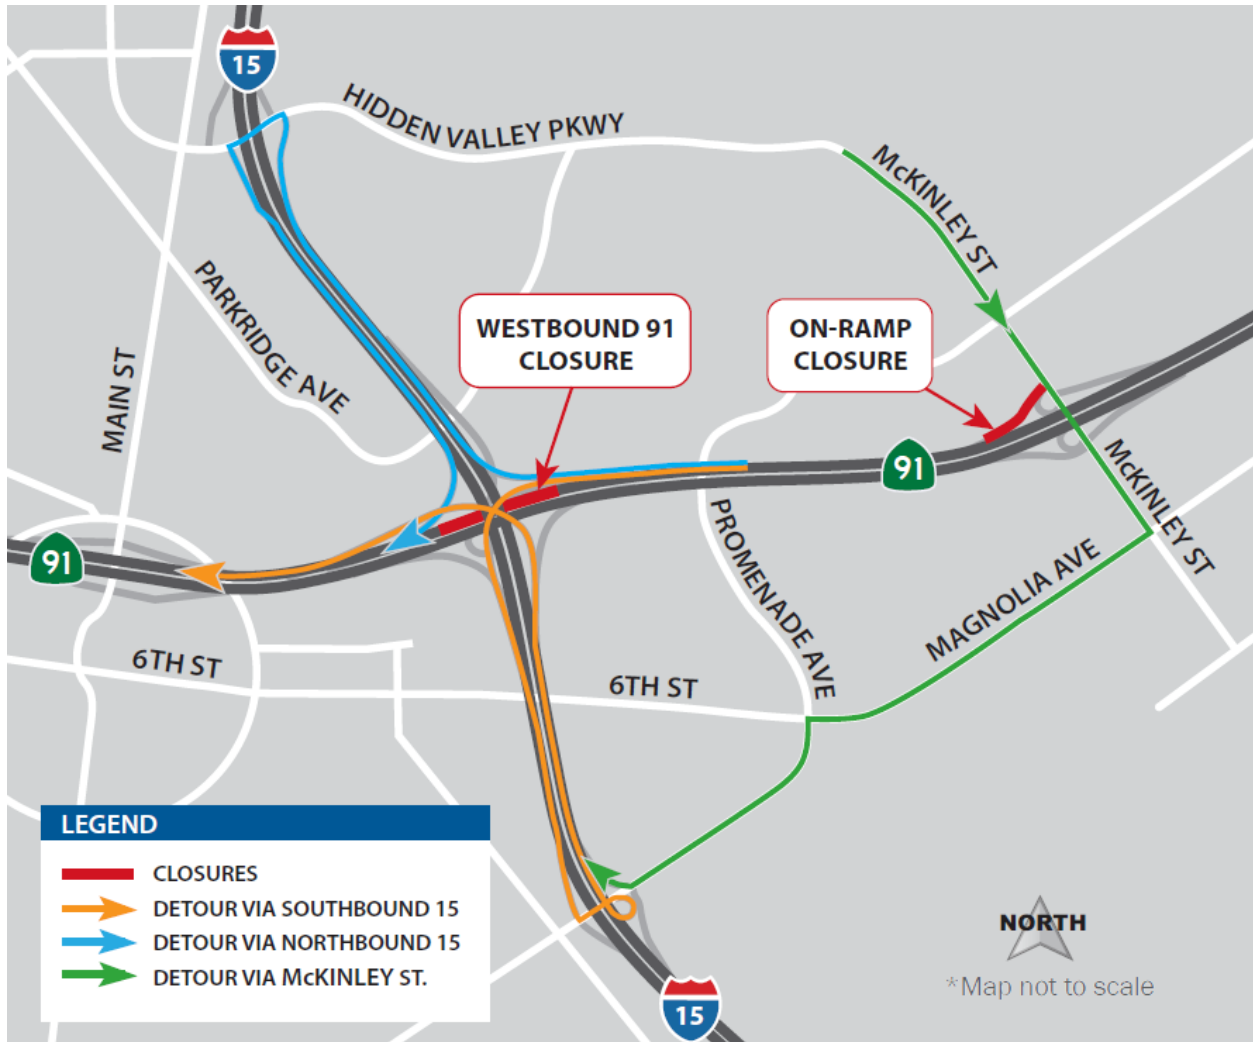 15
HIDDEN VALLEY PKWY
McKINLEY ST
PARKRIDGE AVE
WESTBOUND 91
CLOSURE
ON-RAMP
CLOSURE
MAIN ST
91
McKINLEY ST
PROMENADE AVE
MAGNOLIA AVE
91
6TH ST
6TH ST
LEGEND
CLOSURES
DETOUR VIA SOUTHBOUND 15
DETOUR VIA NORTHBOUND 15
DETOUR VIA McKINLEY ST.
NORTH
*Map not to scale
15